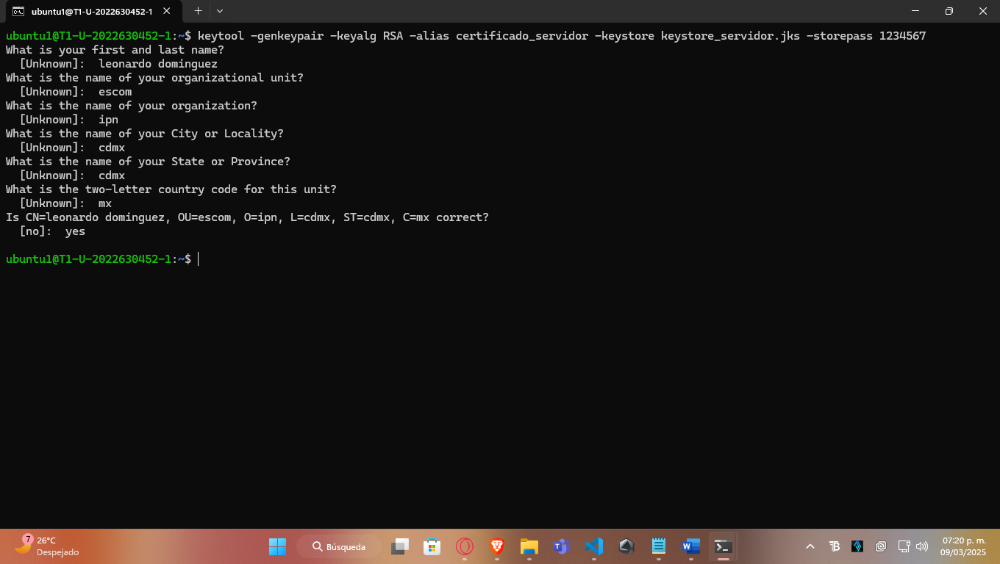 ubuntu1@T1-U-2022630452-1
ubuntu1@T1-U-2022630452-1:~$ keytool -genkeypair -keyalg RSA -alias certificado_servidor -keystore keystore_servidor.jks -storepass 1234567
What is your first and last name?
  [Unknown]:  leonardo dominguez
What is the name of your organizational unit?
  [Unknown]:  escom
What is the name of your organization?
  [Unknown]:  ipn
What is the name of your City or Locality?
  [Unknown]:  cdmx
What is the name of your State or Province?
  [Unknown]:  cdmx
What is the two-letter country code for this unit?
  [Unknown]:  mx
Is CN=leonardo dominguez, OU=escom, O=ipn, L=cdmx, ST=cdmx, C=mx correct?
  [no]:  yes
ubuntu1@T1-U-2022630452-1:~$
7
26°C
Despejado
Búsqueda
07:20 p. m.
09/03/2025